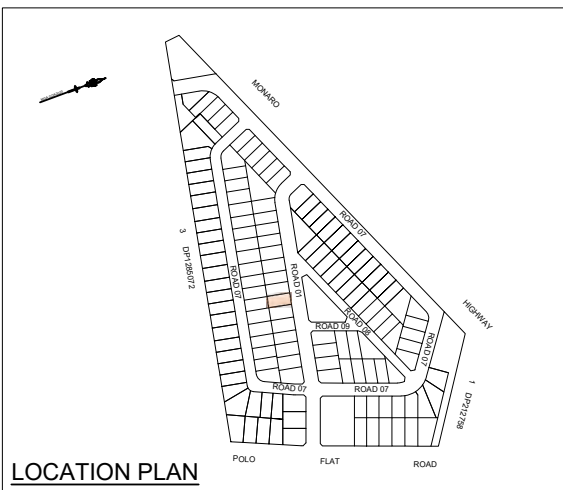 MONARO
ROAD 07
3
DP1285072
ROAD 07
ROAD 01
HIGHWAY
ROAD 08
ROAD 09
ROAD 07
1
DP212758
ROAD 07
ROAD 07
POLO
FLAT
ROAD
LOCATION PLAN